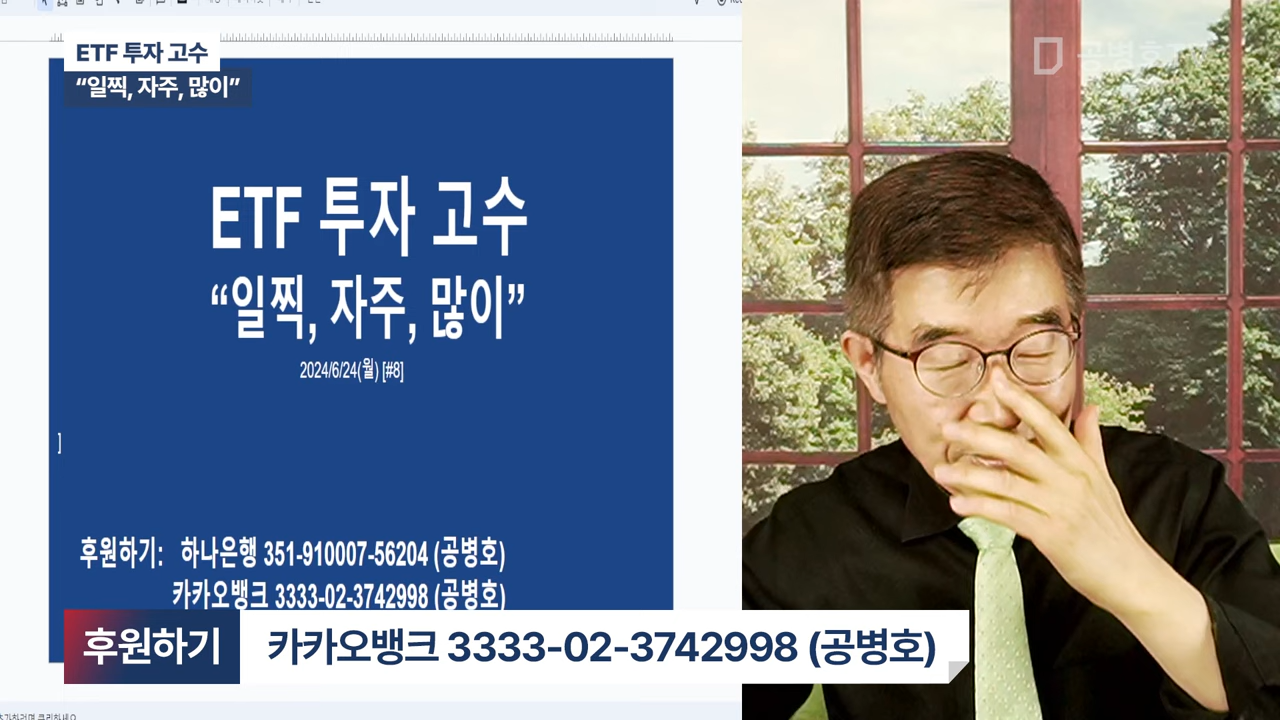 ETF 투자 고수
“일찍, 자주, 많이”
공병호
ETF 투자 고수
“일찍, 자주, 많이”
2024/6/24(월) [#8]
]
후원하기: 하나은행 351-910007-56204 (공병호)
카카오뱅크 3333-02-3742998 (공병호)
후원하기 카카오뱅크 3333-02-3742998 (공병호)